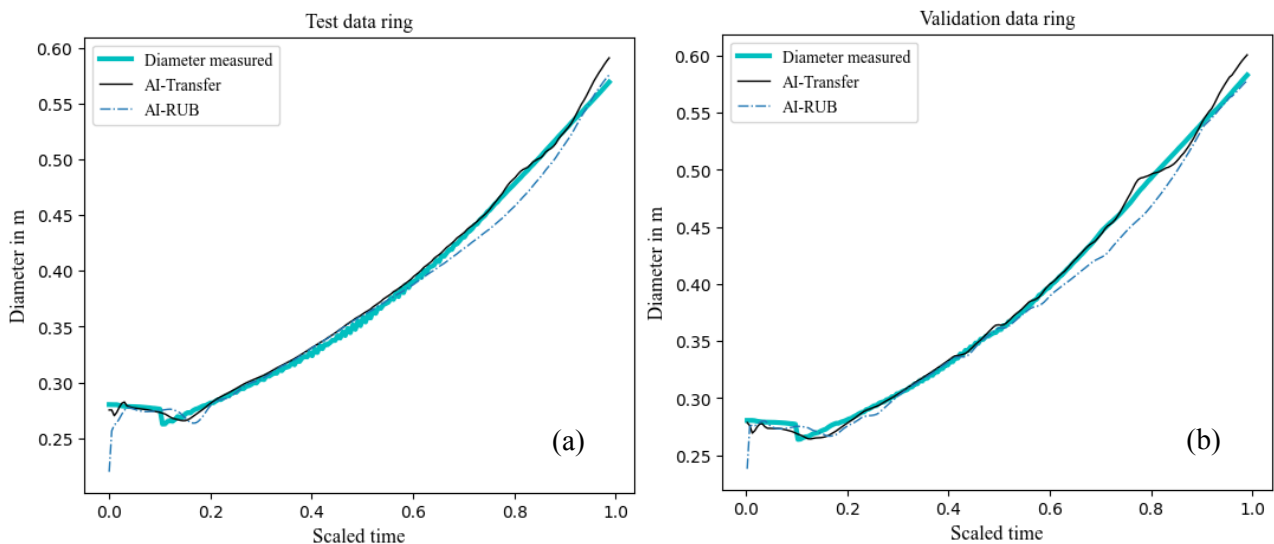 Test data ring
Diameter measured
AI-Transfer
AI-RUB
0.60
0.55
0.50
0.45
0.40
0.35
0.30
0.25
Diameter in m
(a)
0.0 0.2 0.4 0.6 0.8 1.0
Scaled time
Validation data ring
Diameter measured
AI-Transfer
AI-RUB
0.60
0.55
0.50
0.45
0.40
0.35
0.30
0.25
Diameter in m
(b)
0.0 0.2 0.4 0.6 0.8 1.0
Scaled time